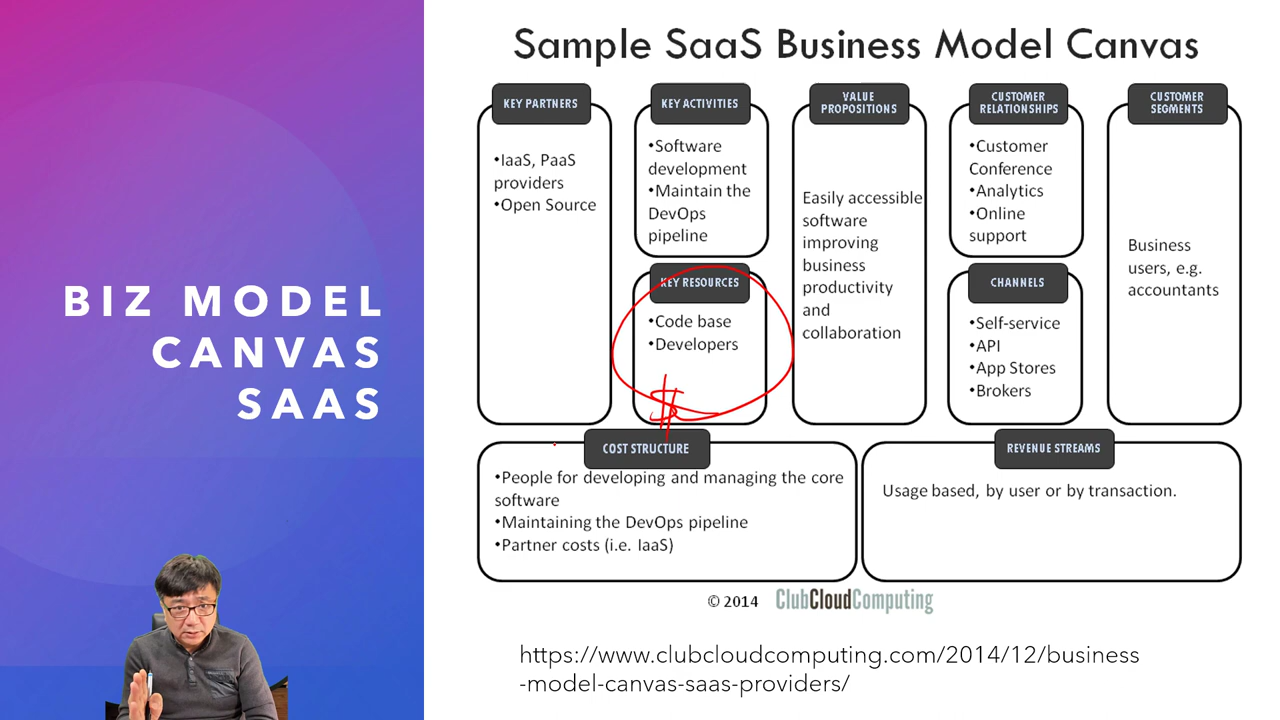 BIZ MODEL
CANVAS
SAAS
Sample SaaS Business Model Canvas
KEY PARTNERS
•IaaS, PaaS
providers
•Open Source
KEY ACTIVITIES
•Software
development
•Maintain the
DevOps
pipeline
KEY RESOURCES
•Code base
•Developers
$
VALUE
PROPOSITIONS
Easily accessible
software
improving
business
productivity
and
collaboration
CUSTOMER
RELATIONSHIPS
•Customer
Conference
•Analytics
•Online
support
CHANNELS
•Self-service
•API
•App Stores
•Brokers
CUSTOMER
SEGMENTS
Business
users, e.g.
accountants
COST STRUCTURE
•People for developing and managing the core
software
•Maintaining the DevOps pipeline
•Partner costs (i.e. IaaS)
REVENUE STREAMS
Usage based, by user or by transaction.
© 2014 ClubCloudComputing
https://www.clubcloudcomputing.com/2014/12/business
-model-canvas-saas-providers/